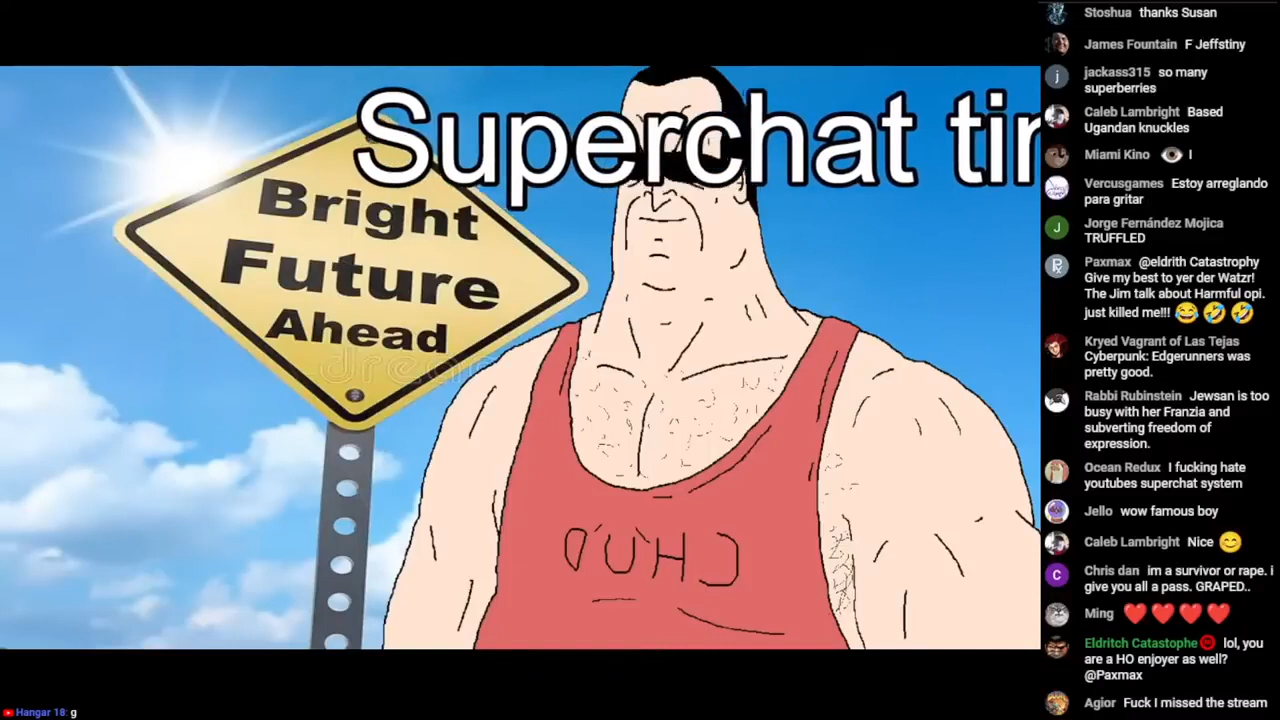 Superchat tir
Bright
Future
Ahead
CHUD
Stoshua thanks Susan
James Fountain F Jeffstiny
jackass315 so many
superberries
Caleb Lambright Based
Ugandan knuckles
Miami Kino 👁 I
Vercusgames Estoy arreglando
para gritar
Jorge Fernández Mojica
TRUFFLED
Paxmax @eldrith Catastrophy
Give my best to yer der Watzr!
The Jim talk about Harmful opi.
just killed me!!! 😂 🤣 🤣
Kryed Vagrant of Las Tejas
Cyberpunk: Edgerunners was
pretty good.
Rabbi Rubinstein Jewsan is too
busy with her Franzia and
subverting freedom of
expression.
Ocean Redux I fucking hate
youtubes superchat system
Jello wow famous boy
Caleb Lambright Nice 😊
Chris dan im a survivor or rape. i
give you all a pass. GRAPED..
Ming ❤️ ❤️ ❤️ ❤️
Eldritch Catastophe lol, you
are a HO enjoyer as well?
@Paxmax
Agior Fuck I missed the stream
Hangar 18: g